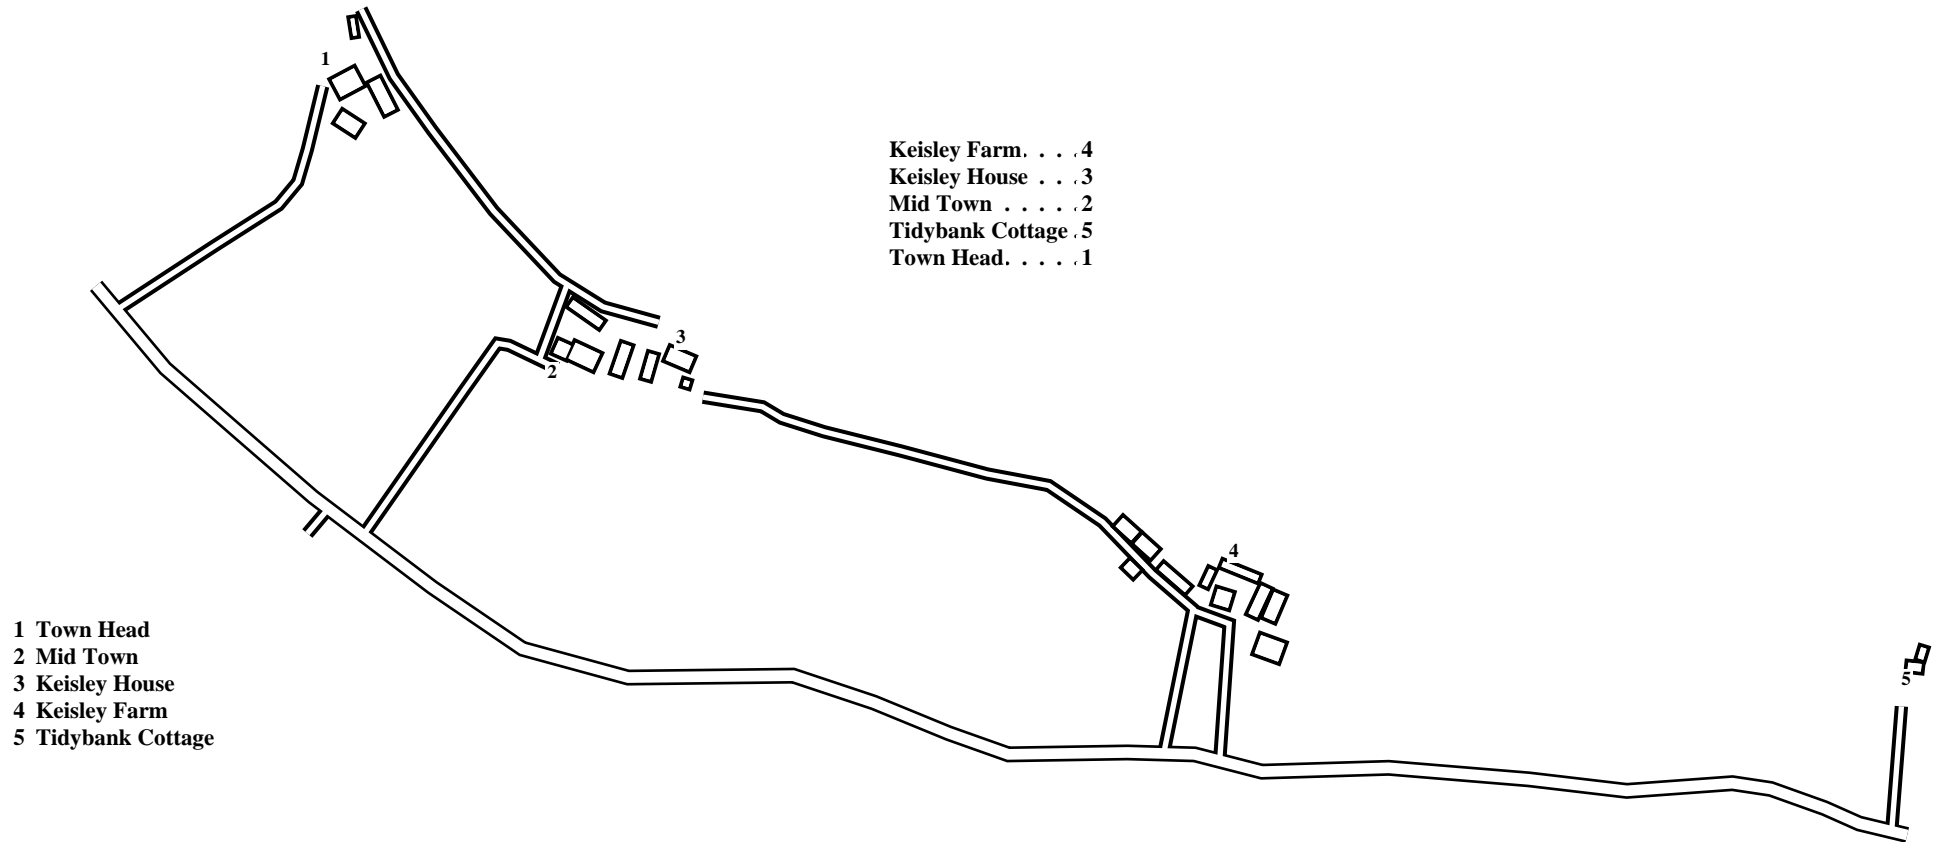 1
Keisley Farm. . . . 4
Keisley House . . . 3
Mid Town . . . . . 2
Tidybank Cottage . 5
Town Head. . . . . 1
3
2
4
1 Town Head
2 Mid Town
3 Keisley House
4 Keisley Farm
5 Tidybank Cottage
5